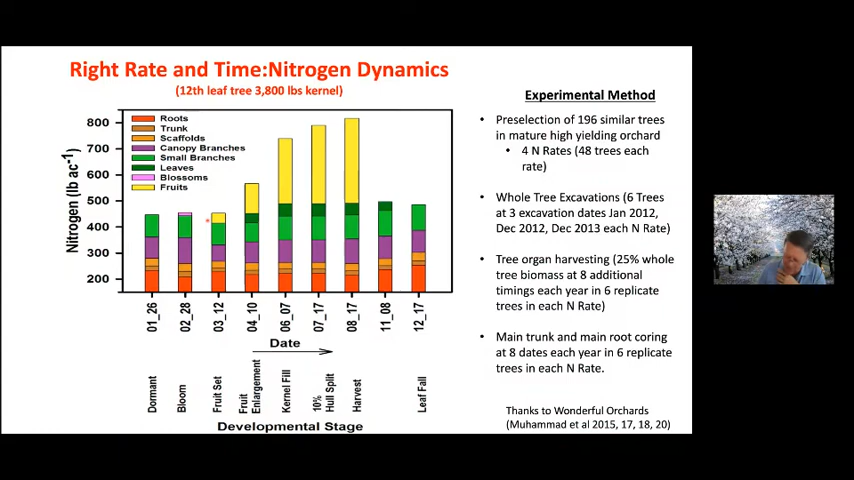 Right Rate and Time:Nitrogen Dynamics
(12th leaf tree 3,800 lbs kernel)
Nitrogen (lb ac-1)
800
700
600
500
400
300
200
Roots
Trunk
Scaffolds
Canopy Branches
Small Branches
Leaves
Blossoms
Fruits
01_26
02_28
03_12
04_10
06_07
07_17
08_17
11_08
12_17
Date
Dormant
Bloom
Fruit Set
Fruit
Enlargement
Kernel Fill
10%
Hull Split
Harvest
Leaf Fall
Developmental Stage
Experimental Method
• Preselection of 196 similar trees
in mature high yielding orchard
• 4 N Rates (48 trees each
rate)
• Whole Tree Excavations (6 Trees
at 3 excavation dates Jan 2012,
Dec 2012, Dec 2013 each N Rate)
• Tree organ harvesting (25% whole
tree biomass at 8 additional
timings each year in 6 replicate
trees in each N Rate)
• Main trunk and main root coring
at 8 dates each year in 6 replicate
trees in each N Rate.
Thanks to Wonderful Orchards
(Muhammad et al 2015, 17, 18, 20)